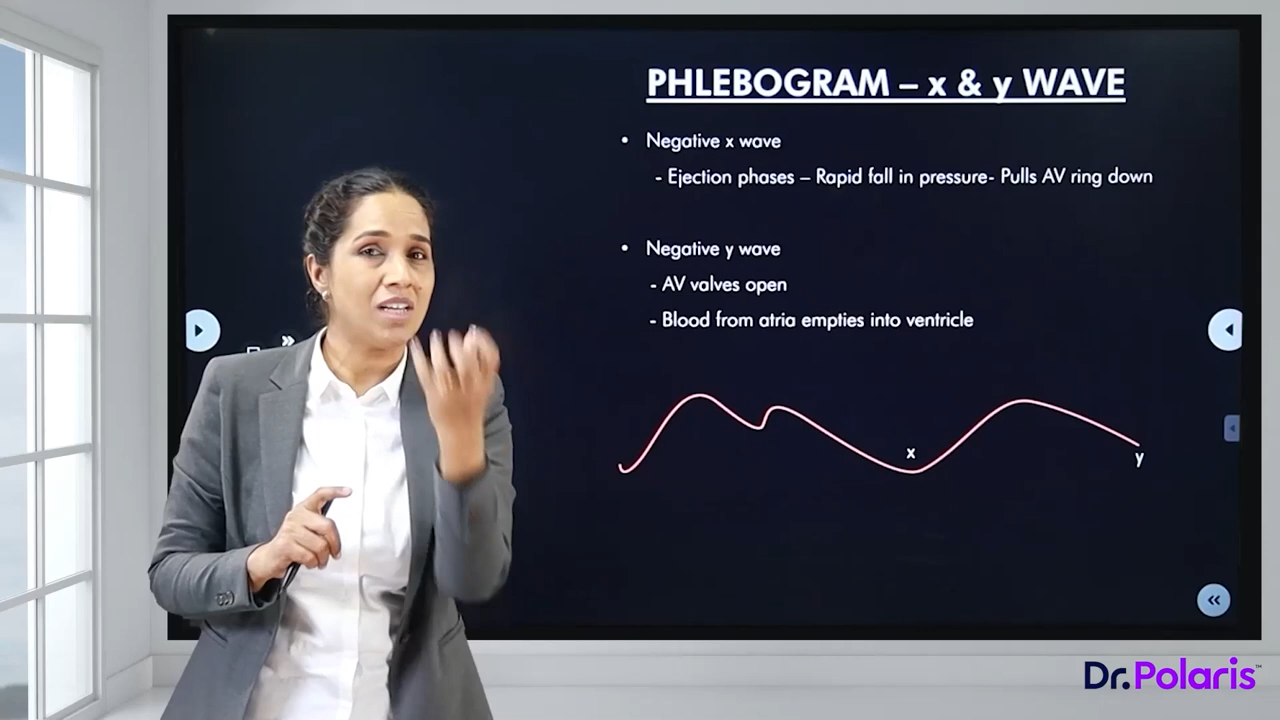 PHLEBOGRAM – x & y WAVE
• Negative x wave
- Ejection phases – Rapid fall in pressure- Pulls AV ring down
• Negative y wave
- AV valves open
- Blood from atria empties into ventricle
x
y
Dr.Polaris™